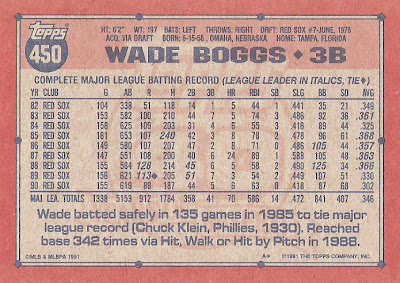 Topps
450
HT: 6'2" WT: 197 BATS: LEFT THROWS: RIGHT DRIFT: RED SOX #7-JUNE, 1976
ACQ: VIA DRAFT BORN: 6-15-58, OMAHA, NEBRASKA HOME: TAMPA, FLORIDA
WADE BOGGS ♦ 3B
COMPLETE MAJOR LEAGUE BATTING RECORD (LEAGUE LEADER IN ITALICS, TIE♦)
YR CLUB G AB R H 2B 3B HR RBI SB SLG BB SO AVG
82 RED SOX 104 338 51 118 14 1 5 44 1 .441 35 21 .349
83 RED SOX 153 582 100 210 44 7 5 74 3 .486 92 36 .361
84 RED SOX 158 625 109 203 31 4 6 55 3 .416 89 44 .325
85 RED SOX 161 653 107 240 42 3 8 78 2 .478 96 61 .368
86 RED SOX 149 580 107 207 47 2 8 71 0 .486 105 44 .357
87 RED SOX 147 551 108 200 40 6 24 89 1 .588 105 48 .363
88 RED SOX 155 584 128 214 45 6 5 58 2 .490 125 34 .366
89 RED SOX 156 621 113♦ 205 51 7 3 54 2 .449 107 51 .330
90 RED SOX 155 619 89 187 44 5 6 63 0 .418 87 68 .302
MAJ. LEA. TOTALS 1338 5153 912 1784 358 41 70 586 14 .472 841 407 .346
Wade batted safely in 135 games in 1985 to tie major
league record (Chuck Klein, Phillies, 1930). Reached
base 342 times via Hit, Walk or Hit by Pitch in 1988.
©MLB & MLBPA 1991 A* ©1991 THE TOPPS COMPANY, INC.